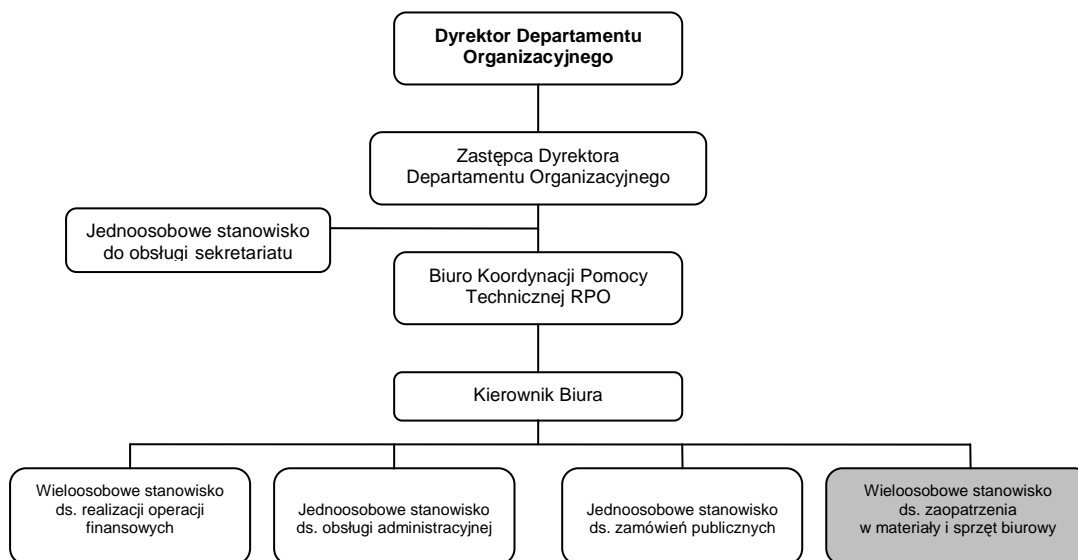 Dyrektor Departamentu
Organizacyjnego
Zastępca Dyrektora
Departamentu Organizacyjnego
Jednoosobowe stanowisko
do obsługi sekretariatu
Biuro Koordynacji Pomocy
Technicznej RPO
Kierownik Biura
Wieloosobowe stanowisko
ds. realizacji operacji
finansowych
Jednoosobowe stanowisko
ds. obsługi administracyjnej
Jednoosobowe stanowisko
ds. zamówień publicznych
Wieloosobowe stanowisko
ds. zaopatrzenia
w materiały i sprzęt biurowy